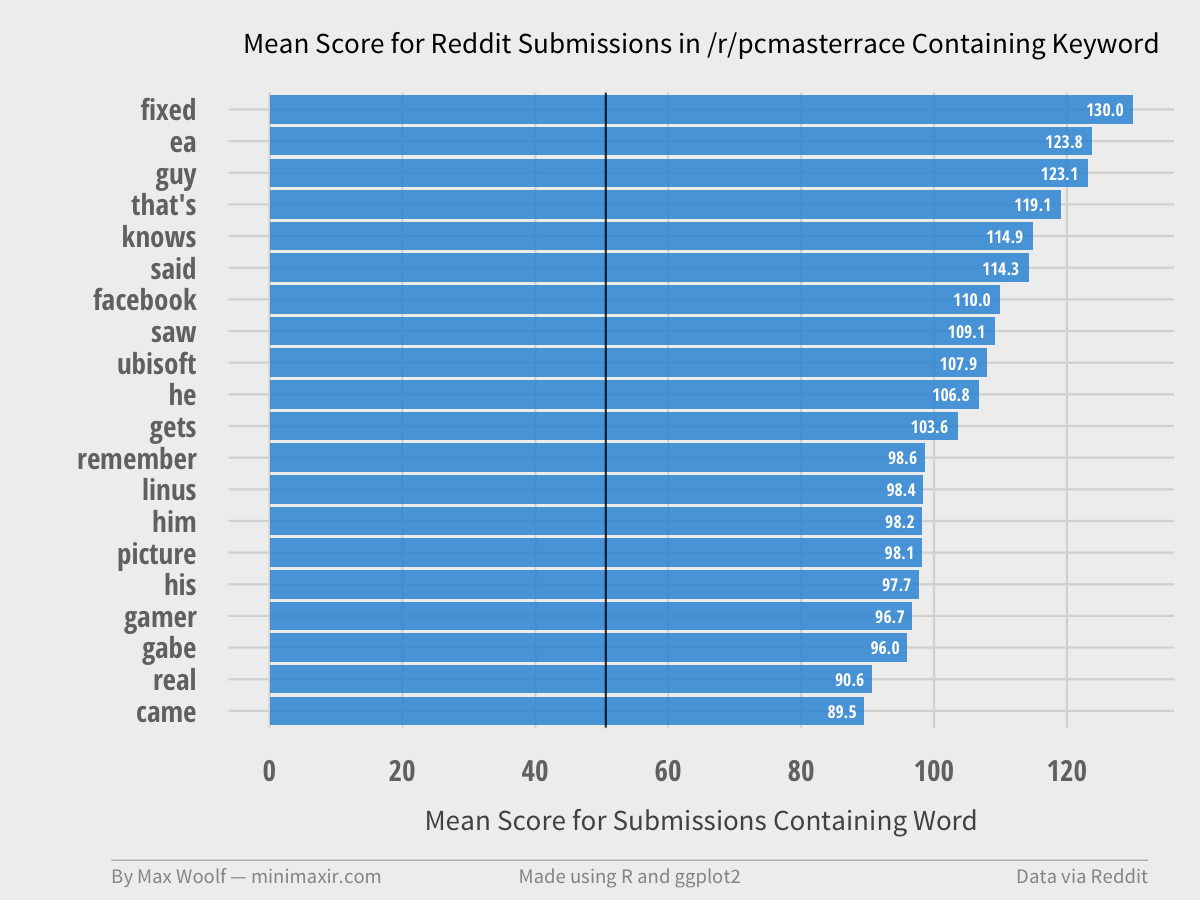 Mean Score for Reddit Submissions in /r/pcmasterrace Containing Keyword
fixed 130.0
ea 123.8
guy 123.1
that's 119.1
knows 114.9
said 114.3
facebook 110.0
saw 109.1
ubisoft 107.9
he 106.8
gets 103.6
remember 98.6
linus 98.4
him 98.2
picture 98.1
his 97.7
gamer 96.7
gabe 96.0
real 90.6
came 89.5
0 20 40 60 80 100 120
Mean Score for Submissions Containing Word
By Max Woolf — minimaxir.com Made using R and ggplot2 Data via Reddit